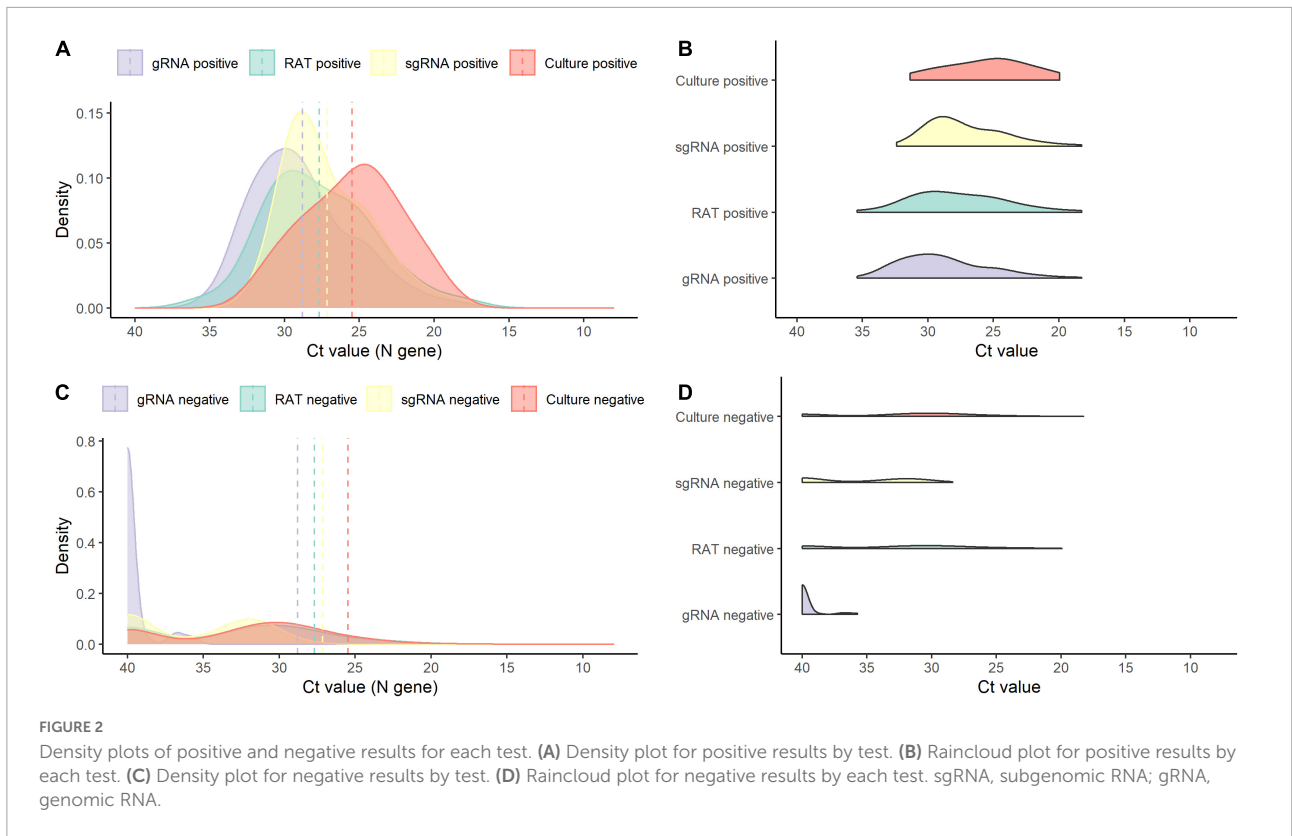 A
gRNA positive
RAT positive
sgRNA positive
Culture positive
0.15
0.10
0.05
0.00
Density
40
35
30
25
20
15
10
Ct value (N gene)
B
Culture positive
sgRNA positive
RAT positive
gRNA positive
40
35
30
25
20
15
10
Ct value
C
gRNA negative
RAT negative
sgRNA negative
Culture negative
0.8
0.6
0.4
0.2
0.0
Density
40
35
30
25
20
15
10
Ct value (N gene)
D
Culture negative
sgRNA negative
RAT negative
gRNA negative
40
35
30
25
20
15
10
Ct value
FIGURE 2
Density plots of positive and negative results for each test. (A) Density plot for positive results by test. (B) Raincloud plot for positive results by
each test. (C) Density plot for negative results by test. (D) Raincloud plot for negative results by each test. sgRNA, subgenomic RNA; gRNA,
genomic RNA.